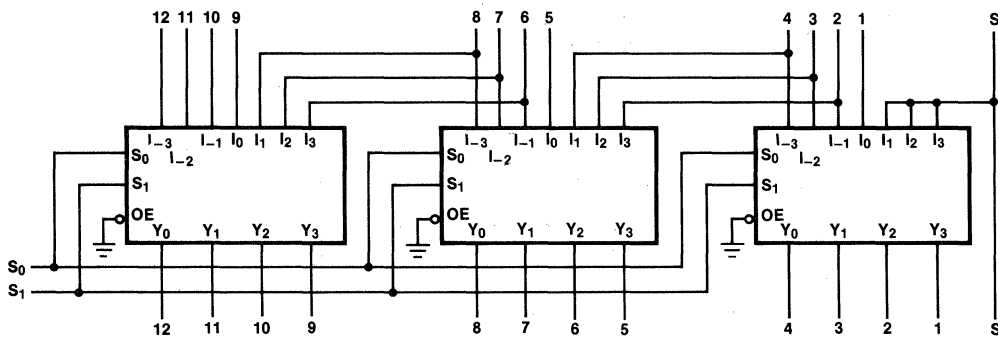 12 11 10 9 8 7 6 5 4 3 2 1 S
I₋₃ I₋₂ I₋₁ I₀ I₁ I₂ I₃ I₋₃ I₋₂ I₋₁ I₀ I₁ I₂ I₃ I₋₃ I₋₂ I₋₁ I₀ I₁ I₂ I₃
S₀ S₀ S₀
S₁ S₁ S₁
OE OE OE
Y₀ Y₁ Y₂ Y₃ Y₀ Y₁ Y₂ Y₃ Y₀ Y₁ Y₂ Y₃
S₀
S₁
12 11 10 9 8 7 6 5 4 3 2 1 S